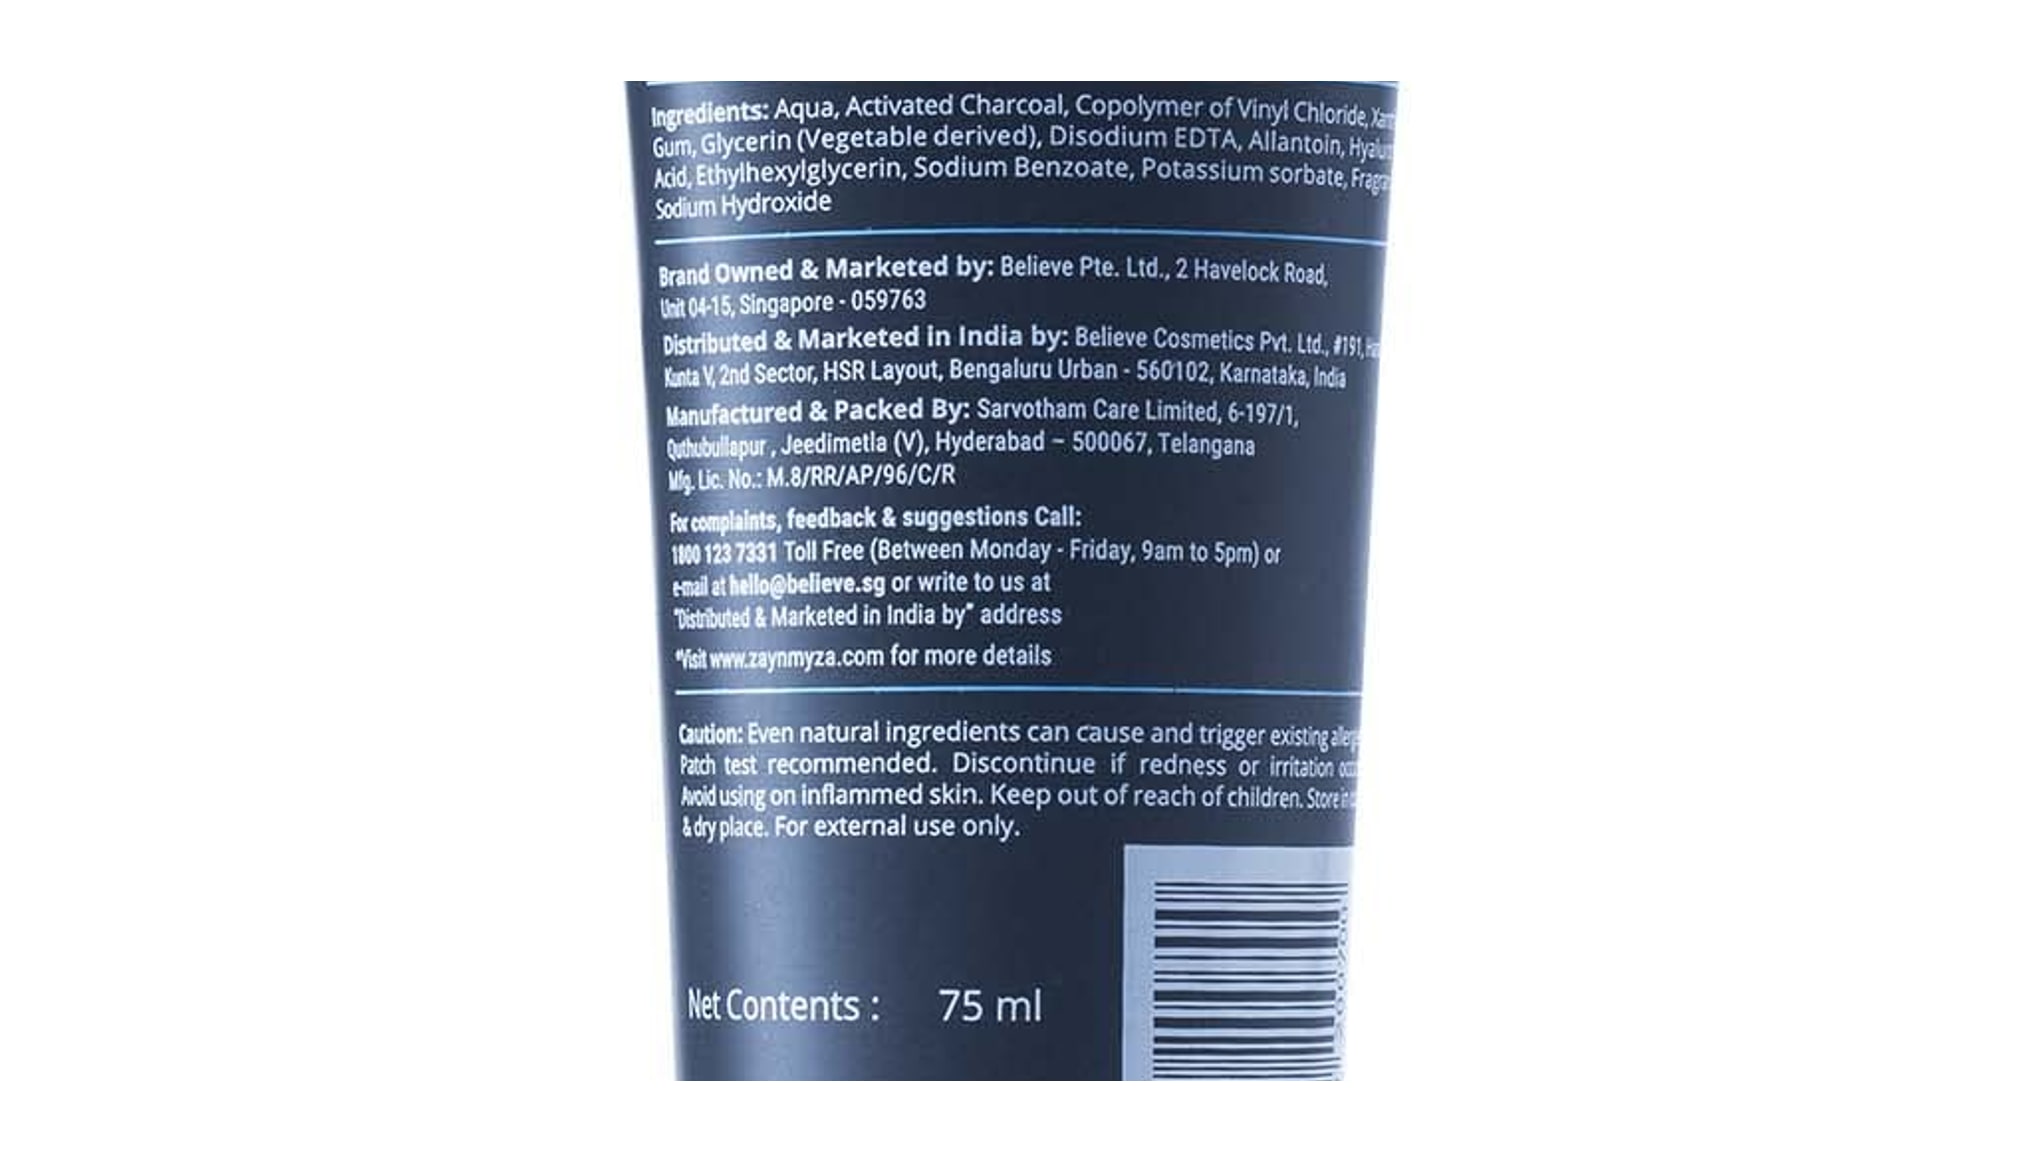 Ingredients: Aqua, Activated Charcoal, Copolymer of Vinyl Chloride,
Gum, Glycerin (Vegetable derived), Disodium EDTA, Allantoin,
Acid, Ethylhexylglycerin, Sodium Benzoate, Potassium sorbate,
Sodium Hydroxide
Brand Owned & Marketed by: Believe Pte. Ltd., 2 Havelock Road,
Unit 04-15, Singapore - 059763
Distributed & Marketed in India by: Believe Cosmetics Pvt. Ltd., #191,
Kunta V, 2nd Sector, HSR Layout, Bengaluru Urban - 560102, Karnataka, India
Manufactured & Packed By: Sarvotham Care Limited, 6-197/1,
Quthubullapur , Jeedimetla (V), Hyderabad – 500067, Telangana
Mfg. Lic. No.: M.8/RR/AP/96/C/R
For complaints, feedback & suggestions Call:
1800 123 7331 Toll Free (Between Monday - Friday, 9am to 5pm) or
e-mail at hello@believe.sg or write to us at
"Distributed & Marketed in India by" address
*Visit www.zaynmyza.com for more details
Caution: Even natural ingredients can cause and trigger existing
Patch test recommended. Discontinue if redness or irritation
Avoid using on inflammed skin. Keep out of reach of children. Store in
& dry place. For external use only.
Net Contents : 75 ml